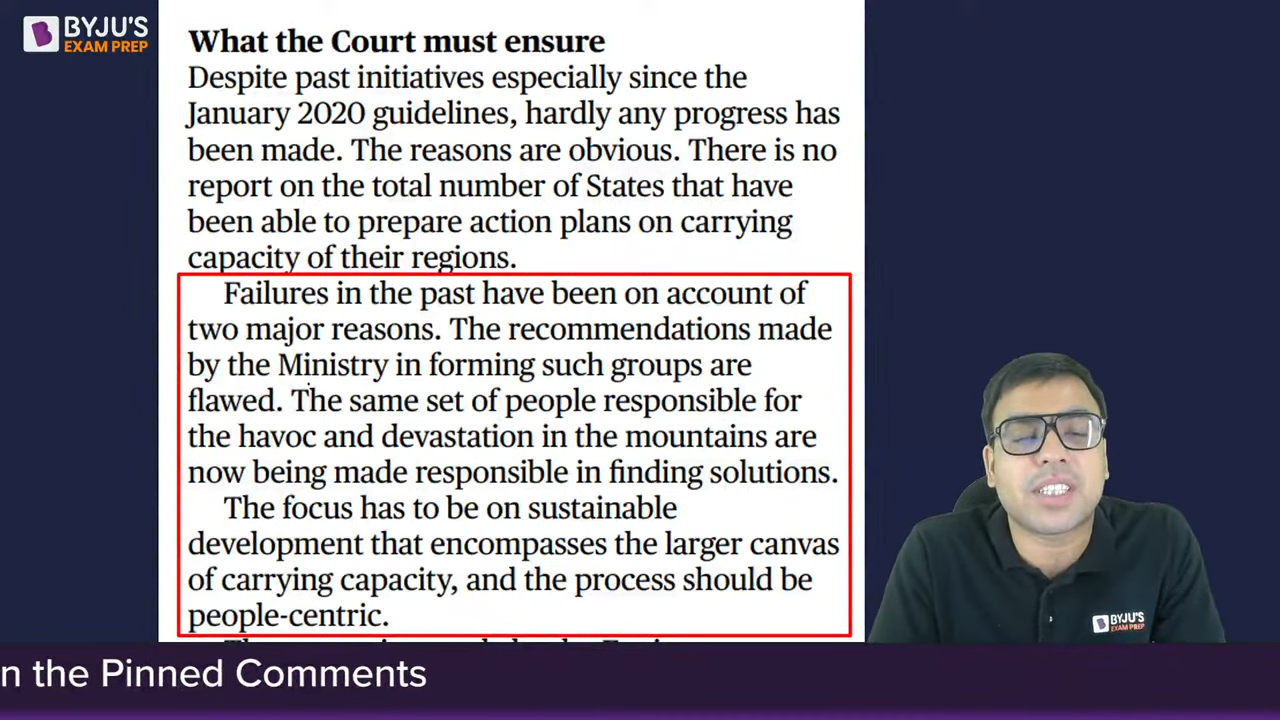 BYJU'S
EXAM PREP
What the Court must ensure
Despite past initiatives especially since the
January 2020 guidelines, hardly any progress has
been made. The reasons are obvious. There is no
report on the total number of States that have
been able to prepare action plans on carrying
capacity of their regions.
Failures in the past have been on account of
two major reasons. The recommendations made
by the Ministry in forming such groups are
flawed. The same set of people responsible for
the havoc and devastation in the mountains are
now being made responsible in finding solutions.
The focus has to be on sustainable
development that encompasses the larger canvas
of carrying capacity, and the process should be
people-centric.
BYJU'S
EXAM PREP
n the Pinned Comments